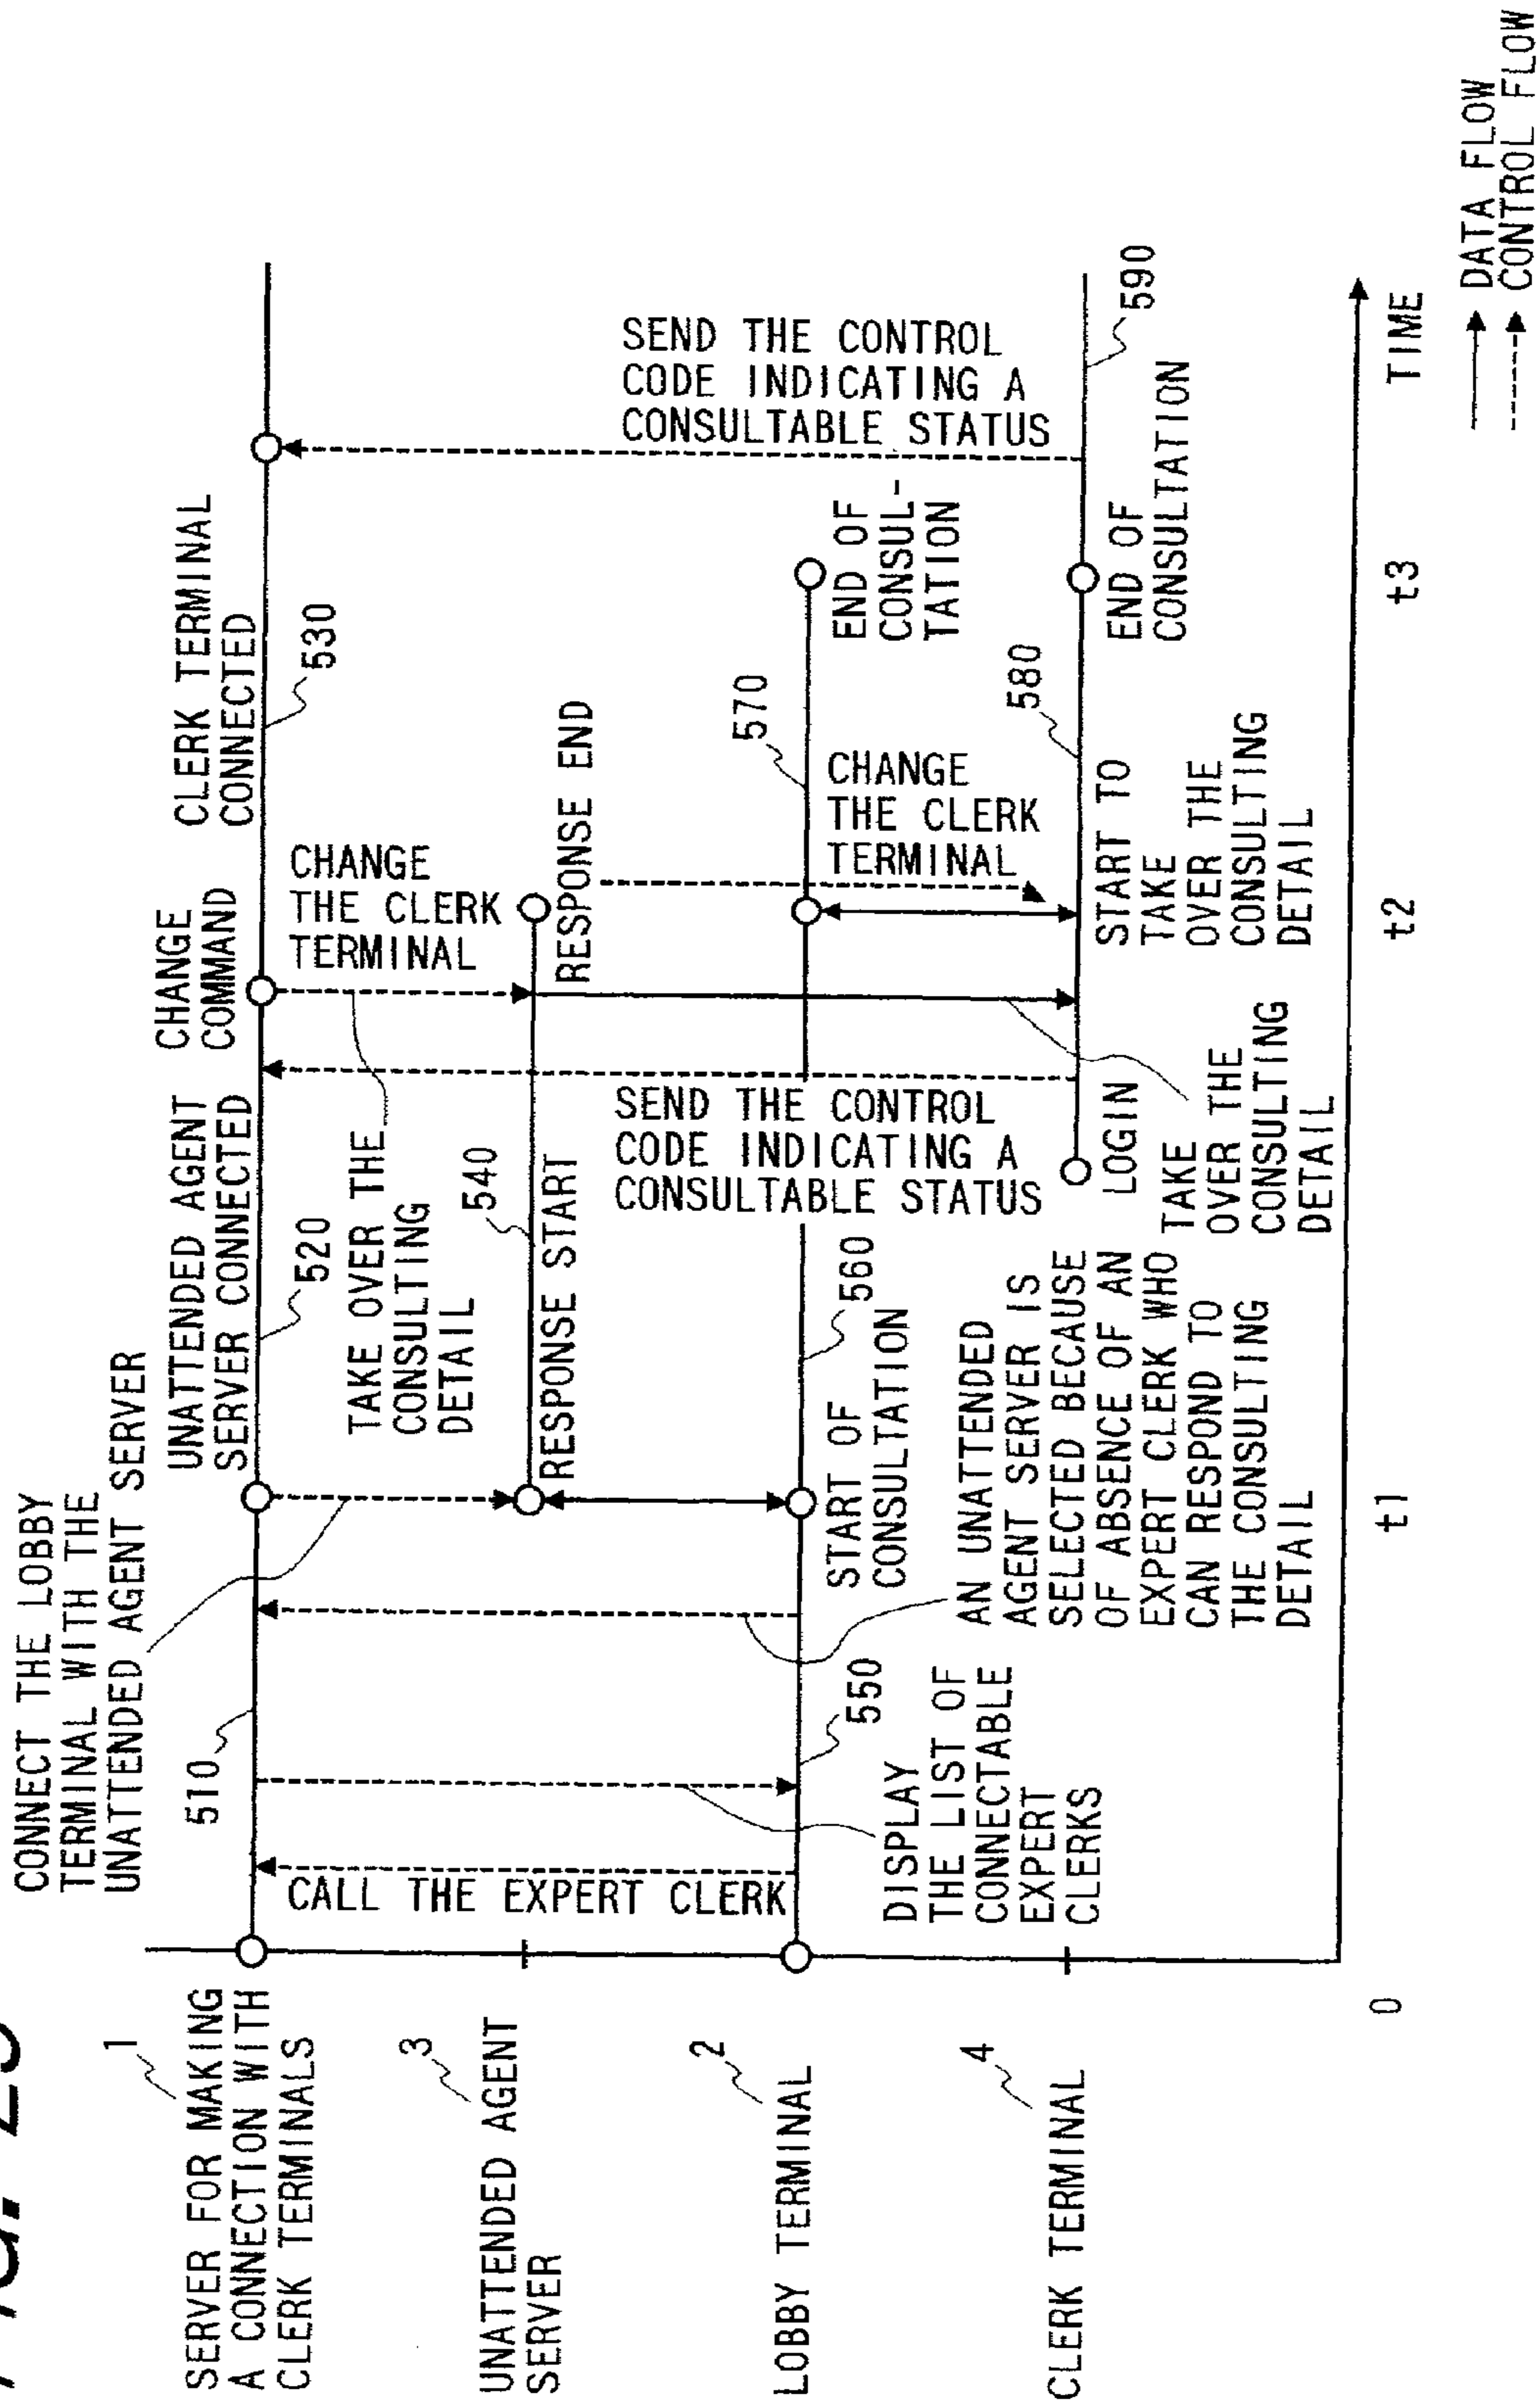 CONNECT THE LOBBY
TERMINAL WITH THE
UNATTENDED AGENT SERVER
1
SERVER FOR MAKING
A CONNECTION WITH
CLERK TERMINALS
510
UNATTENDED AGENT
SERVER CONNECTED
520
CHANGE
COMMAND
CLERK TERMINAL
CONNECTED
530
CALL THE EXPERT CLERK
TAKE OVER THE
CONSULTING
DETAIL
CHANGE
THE CLERK
TERMINAL
3
UNATTENDED AGENT
SERVER
540
RESPONSE START
RESPONSE END
SEND THE CONTROL
CODE INDICATING A
CONSULTABLE STATUS
SEND THE CONTROL
CODE INDICATING A
CONSULTABLE STATUS
2
LOBBY TERMINAL
550
560
570
START OF
CONSULTATION
CHANGE
THE CLERK
TERMINAL
END OF
CONSUL-
TATION
DISPLAY
THE LIST OF
CONNECTABLE
EXPERT
CLERKS
AN UNATTENDED
AGENT SERVER IS
SELECTED BECAUSE
OF ABSENCE OF AN
EXPERT CLERK WHO
CAN RESPOND TO
THE CONSULTING
DETAIL
4
CLERK TERMINAL
LOGIN
TAKE
OVER THE
CONSULTING
DETAIL
580
START TO
TAKE
OVER THE
CONSULTING
DETAIL
END OF
CONSULTATION
590
0
t1
t2
t3
TIME
DATA FLOW
CONTROL FLOW